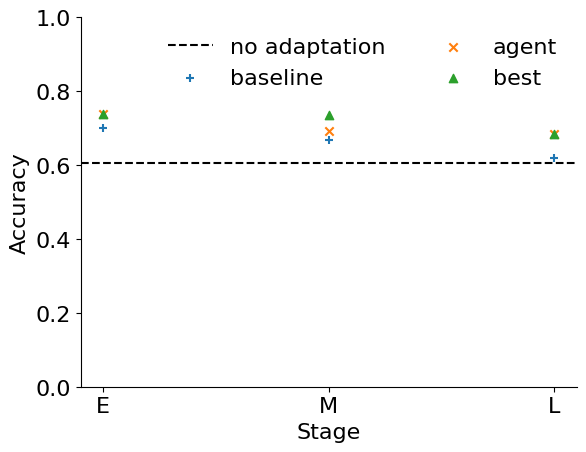 no adaptation
baseline
agent
best
1.0
0.8
0.6
0.4
0.2
0.0
Accuracy
E
M
L
Stage